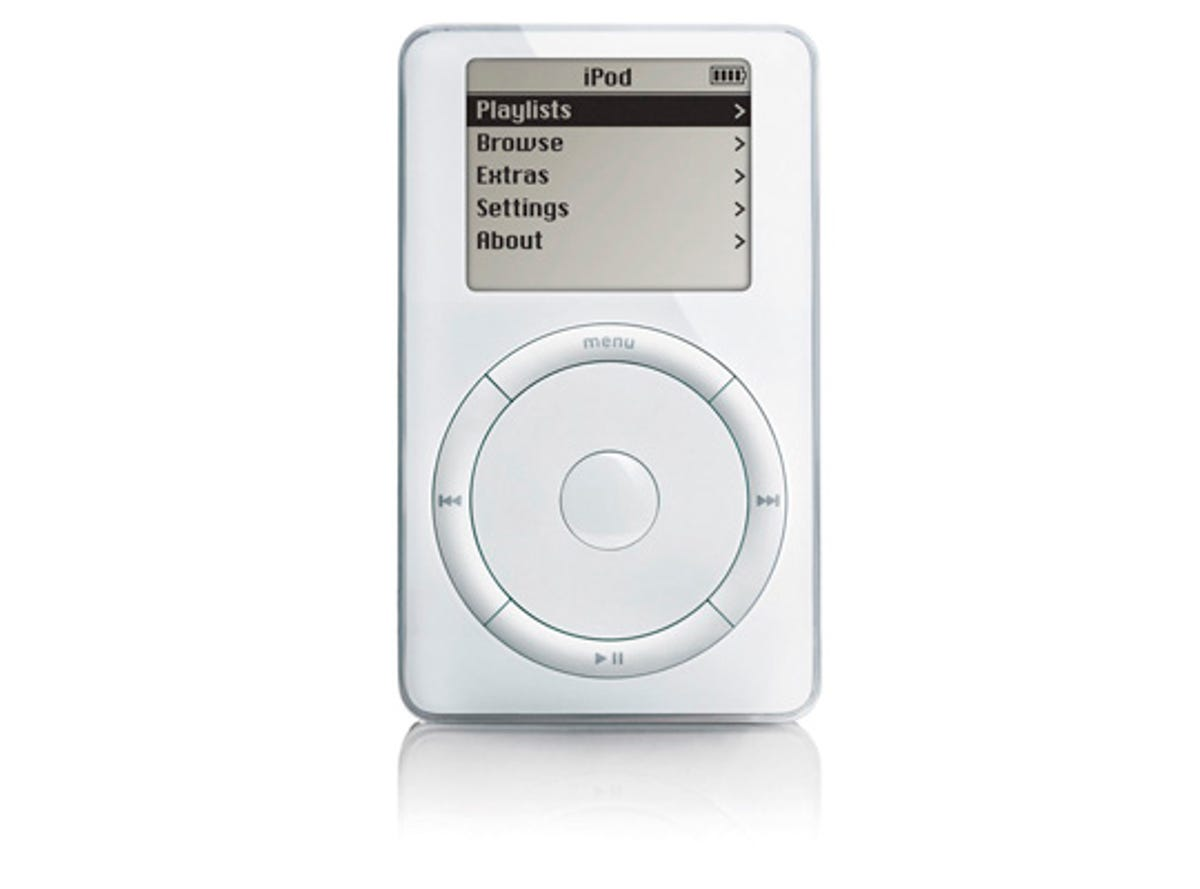 iPod
Playlists >
Browse >
Extras >
Settings >
About >
menu